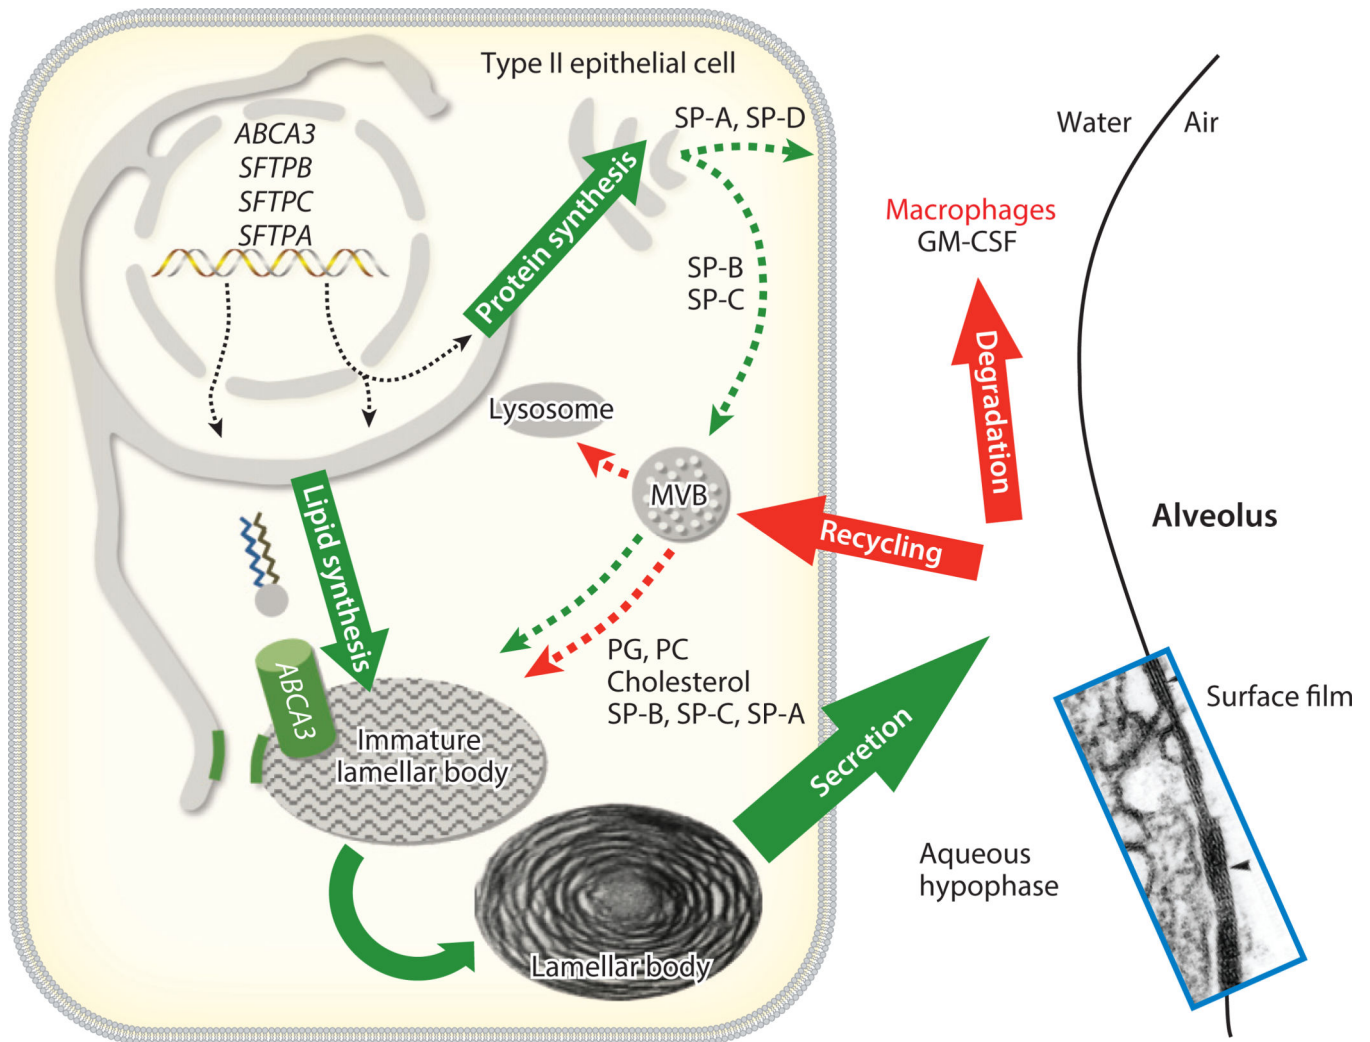 Type II epithelial cell
ABCA3
SFTPB
SFTPC
SFTPA
SP-A, SP-D
Protein synthesis
SP-B
SP-C
Lysosome
MVB
Lipid synthesis
ABCA3
Immature
lamellar body
PG, PC
Cholesterol
SP-B, SP-C, SP-A
Lamellar body
Secretion
Recycling
Degradation
Macrophages
GM-CSF
Water
Air
Alveolus
Surface film
Aqueous
hypophase